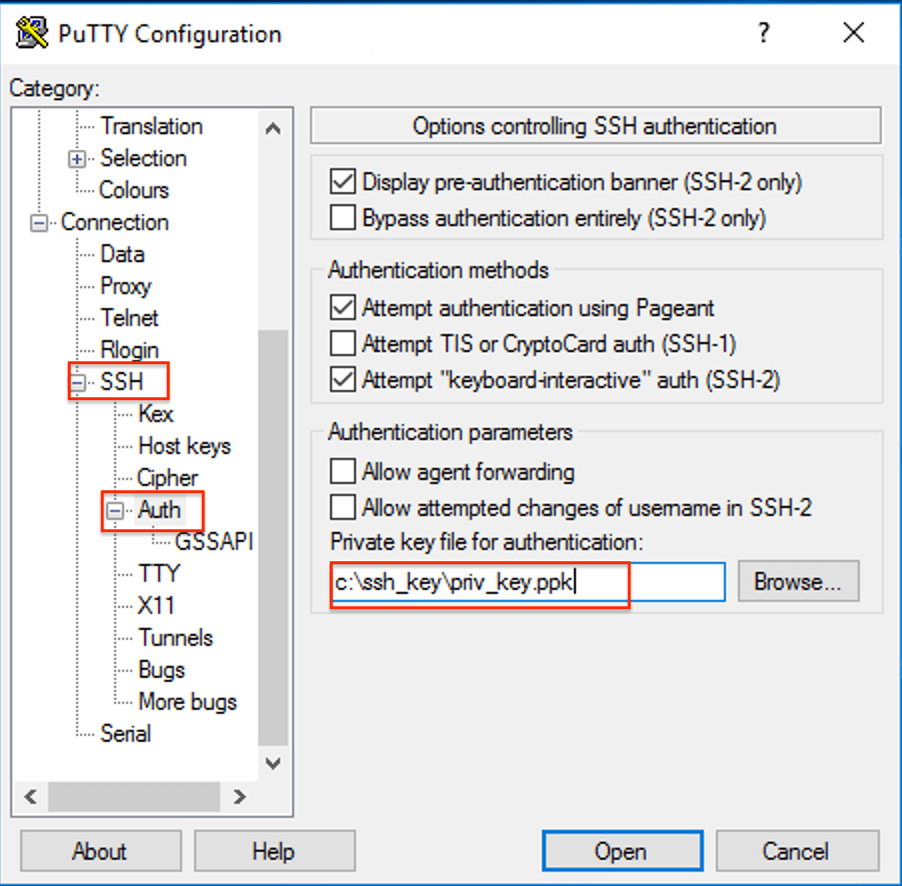 PuTTY Configuration
?
Category:
Translation
Selection
Colours
Connection
Data
Proxy
Telnet
Rlogin
SSH
Kex
Host keys
Cipher
Auth
GSSAPI
TTY
X11
Tunnels
Bugs
More bugs
Serial
Options controlling SSH authentication
Display pre-authentication banner (SSH-2 only)
Bypass authentication entirely (SSH-2 only)
Authentication methods
Attempt authentication using Pageant
Attempt TIS or CryptoCard auth (SSH-1)
Attempt "keyboard-interactive" auth (SSH-2)
Authentication parameters
Allow agent forwarding
Allow attempted changes of username in SSH-2
Private key file for authentication:
c:\ssh_key\priv_key.ppk
Browse...
About
Help
Open
Cancel